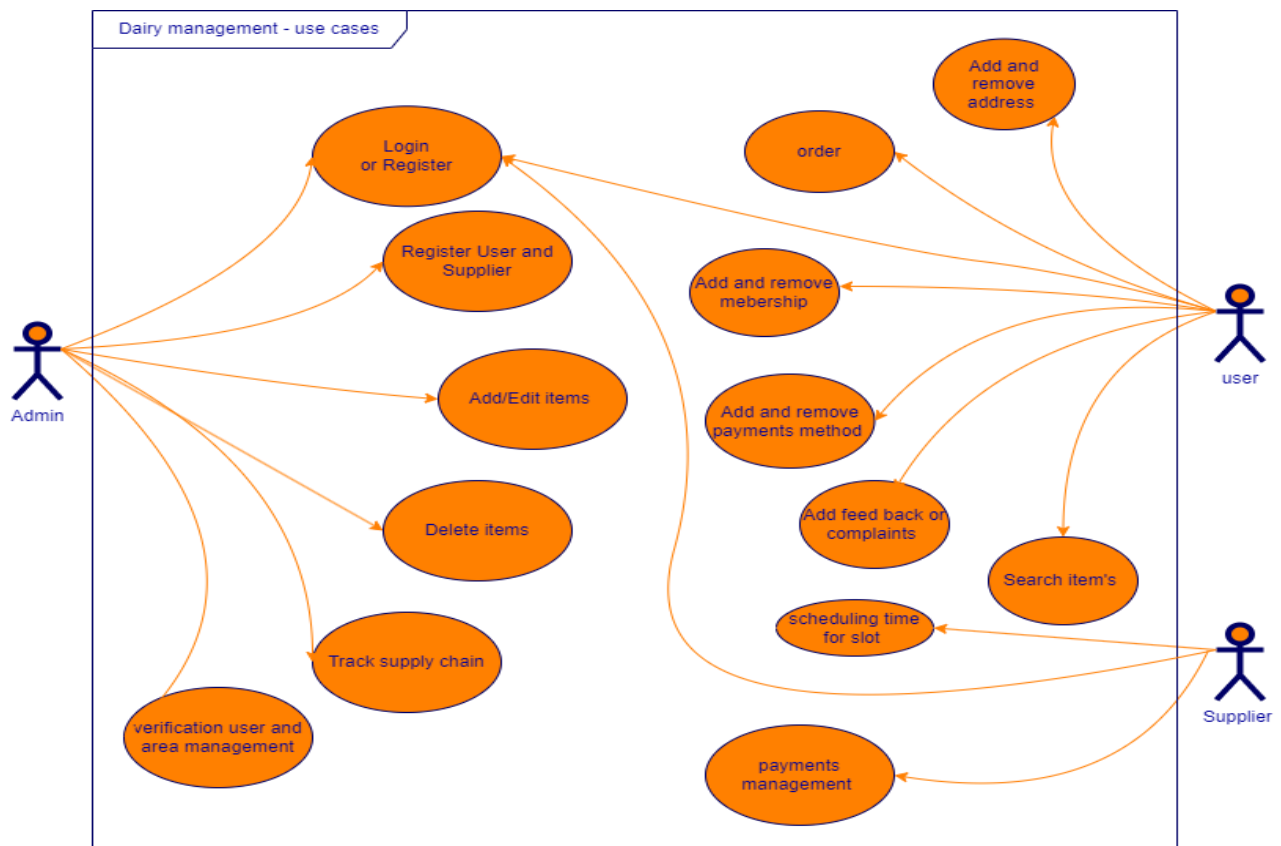 Dairy management - use cases
Add and
remove
address
Login
or Register
order
Register User and
Supplier
Add and remove
mebership
Admin
user
Add/Edit items
Add and remove
payments method
Add feed back or
complaints
Delete items
Search item's
scheduling time
for slot
Track supply chain
Supplier
verification user and
area management
payments
management